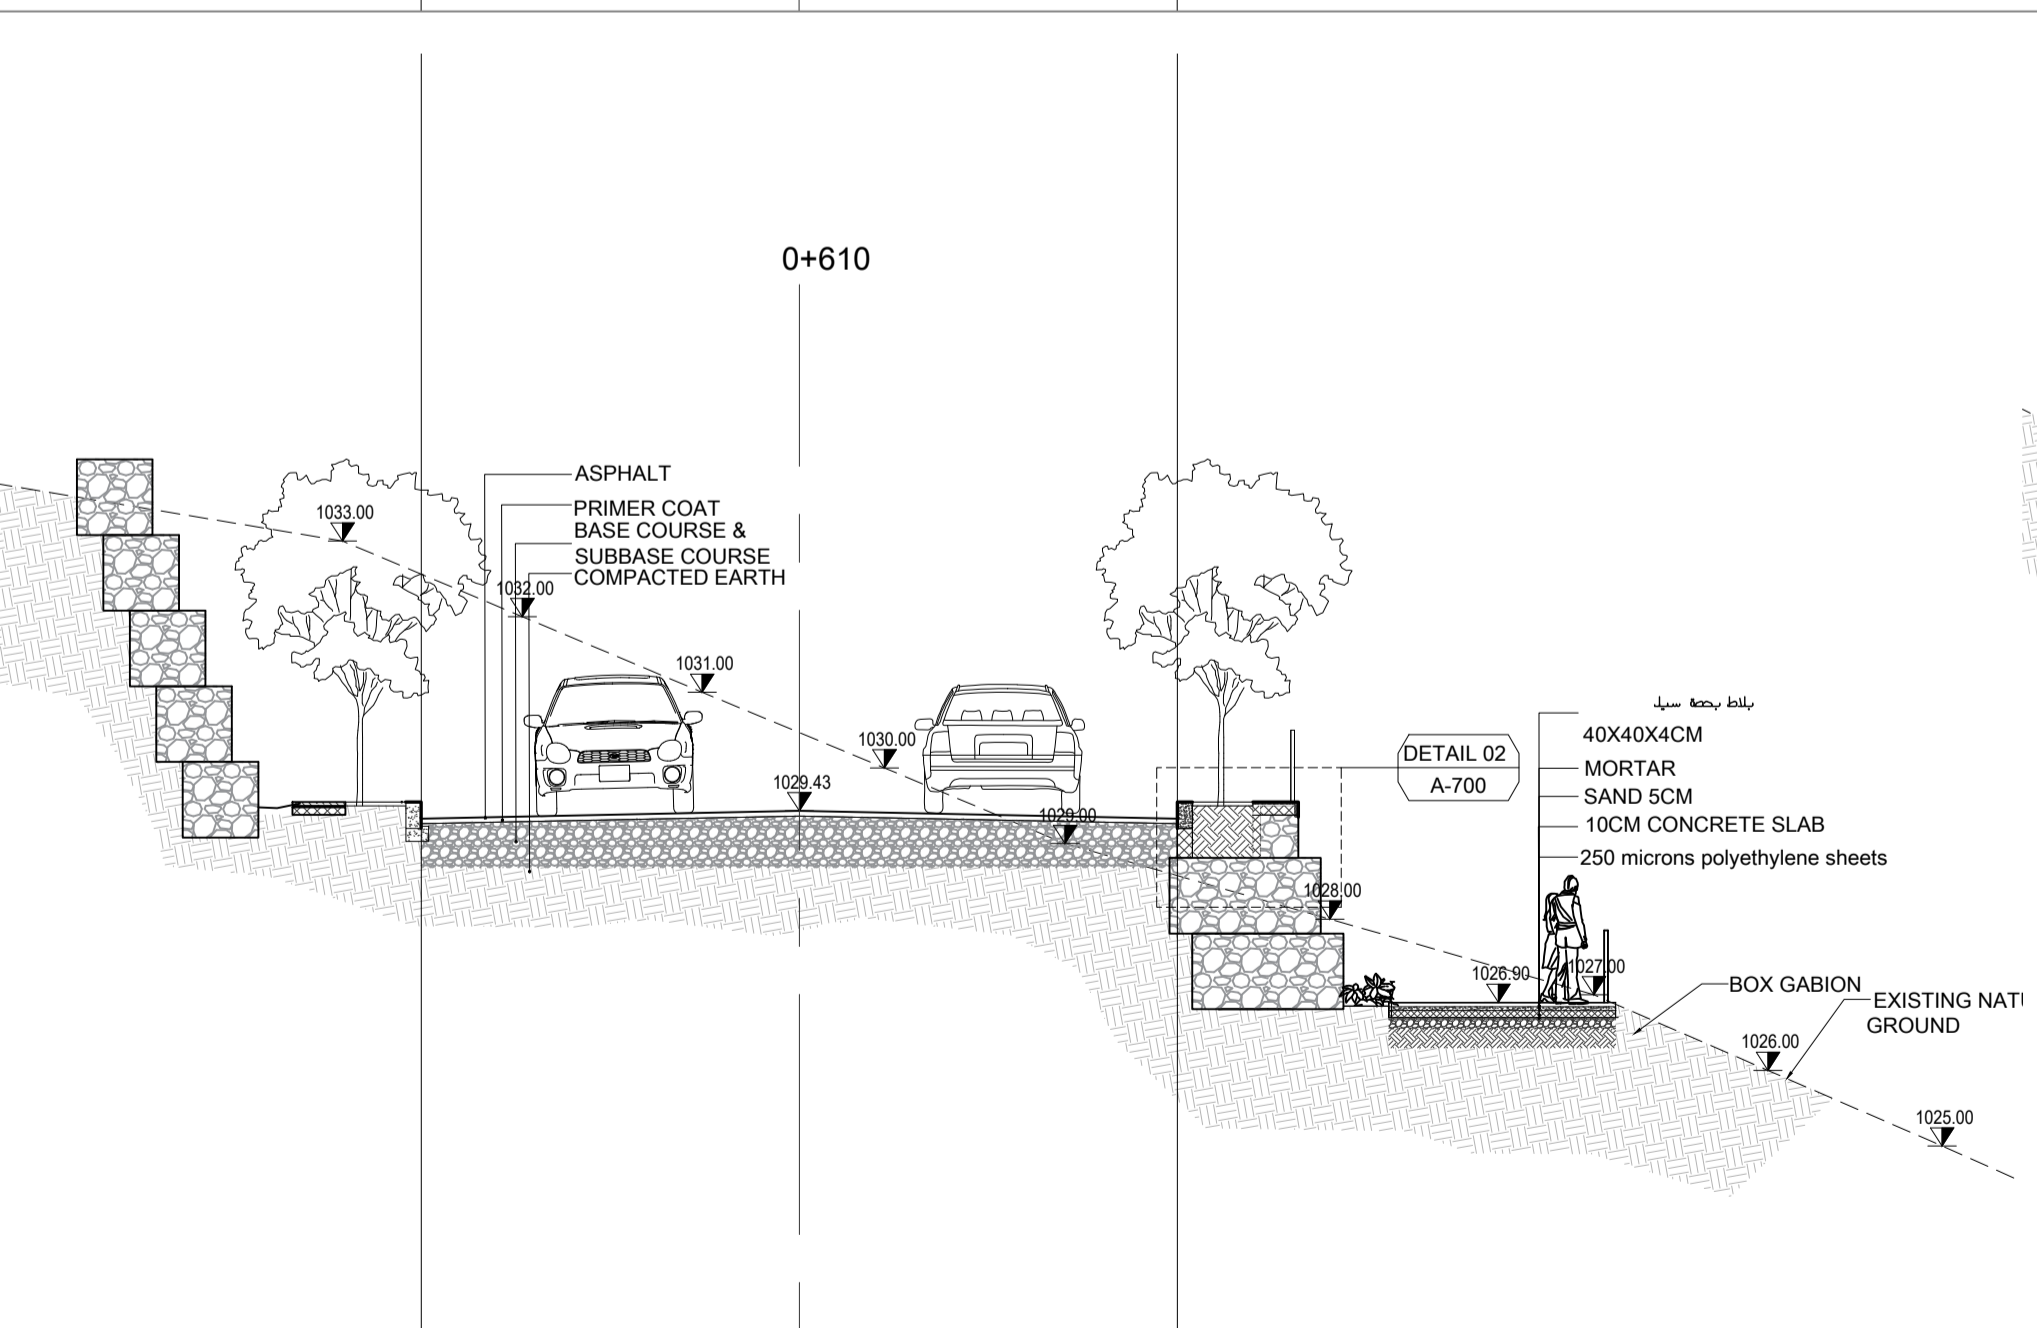 0+610
ASPHALT
PRIMER COAT
BASE COURSE &
SUBBASE COURSE
COMPACTED EARTH
1033.00
1032.00
1031.00
1030.00
1029.43
1029.00
1028.00
DETAIL 02
A-700
بلاط بحصة سيل
40X40X4CM
MORTAR
SAND 5CM
10CM CONCRETE SLAB
250 microns polyethylene sheets
1026.90
1027.00
BOX GABION
EXISTING NATU
GROUND
1026.00
1025.00